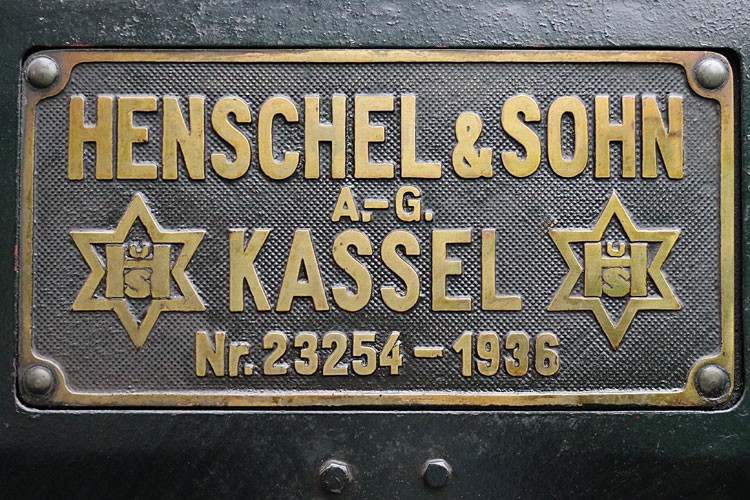 HENSCHEL & SOHN
A.-G.
KASSEL
Nr. 23254 - 1936